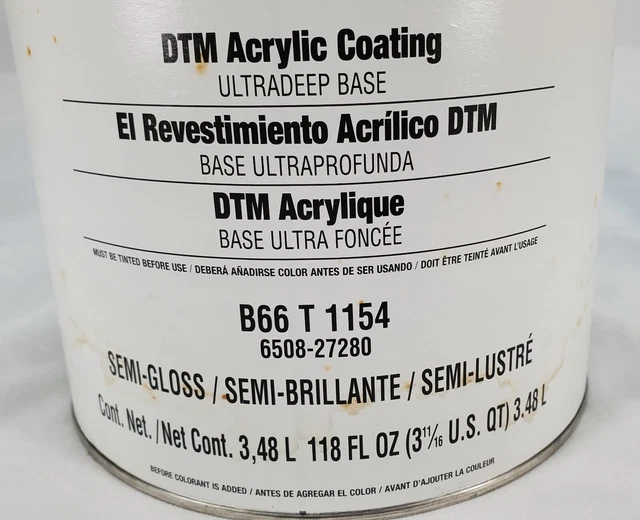 DTM Acrylic Coating
ULTRADEEP BASE
El Revestimiento Acrílico DTM
BASE ULTRAPROFUNDA
DTM Acrylique
BASE ULTRA FONCÉE
MUST BE TINTED BEFORE USE / DEBERÁ AÑADIRSE COLOR ANTES DE SER USANDO / DOIT ÊTRE TEINTÉ AVANT L'USAGE
B66 T 1154
6508-27280
SEMI-GLOSS / SEMI-BRILLANTE / SEMI-LUSTRÉ
Cont. Net. / Net Cont. 3,48 L 118 FL OZ (3 11/16 U.S. QT) 3.48 L
BEFORE COLORANT IS ADDED / ANTES DE AGREGAR EL COLOR / AVANT D'AJOUTER LA COULEUR